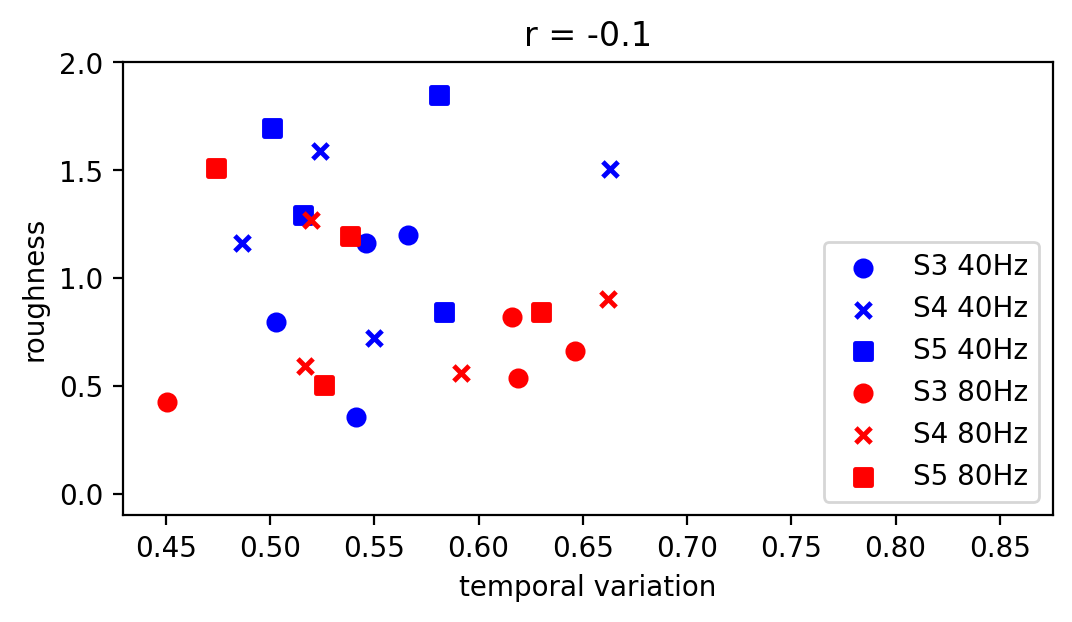 r = -0.1
2.0
1.5
1.0
0.5
0.0
roughness
S3 40Hz
S4 40Hz
S5 40Hz
S3 80Hz
S4 80Hz
S5 80Hz
0.45 0.50 0.55 0.60 0.65 0.70 0.75 0.80 0.85
temporal variation